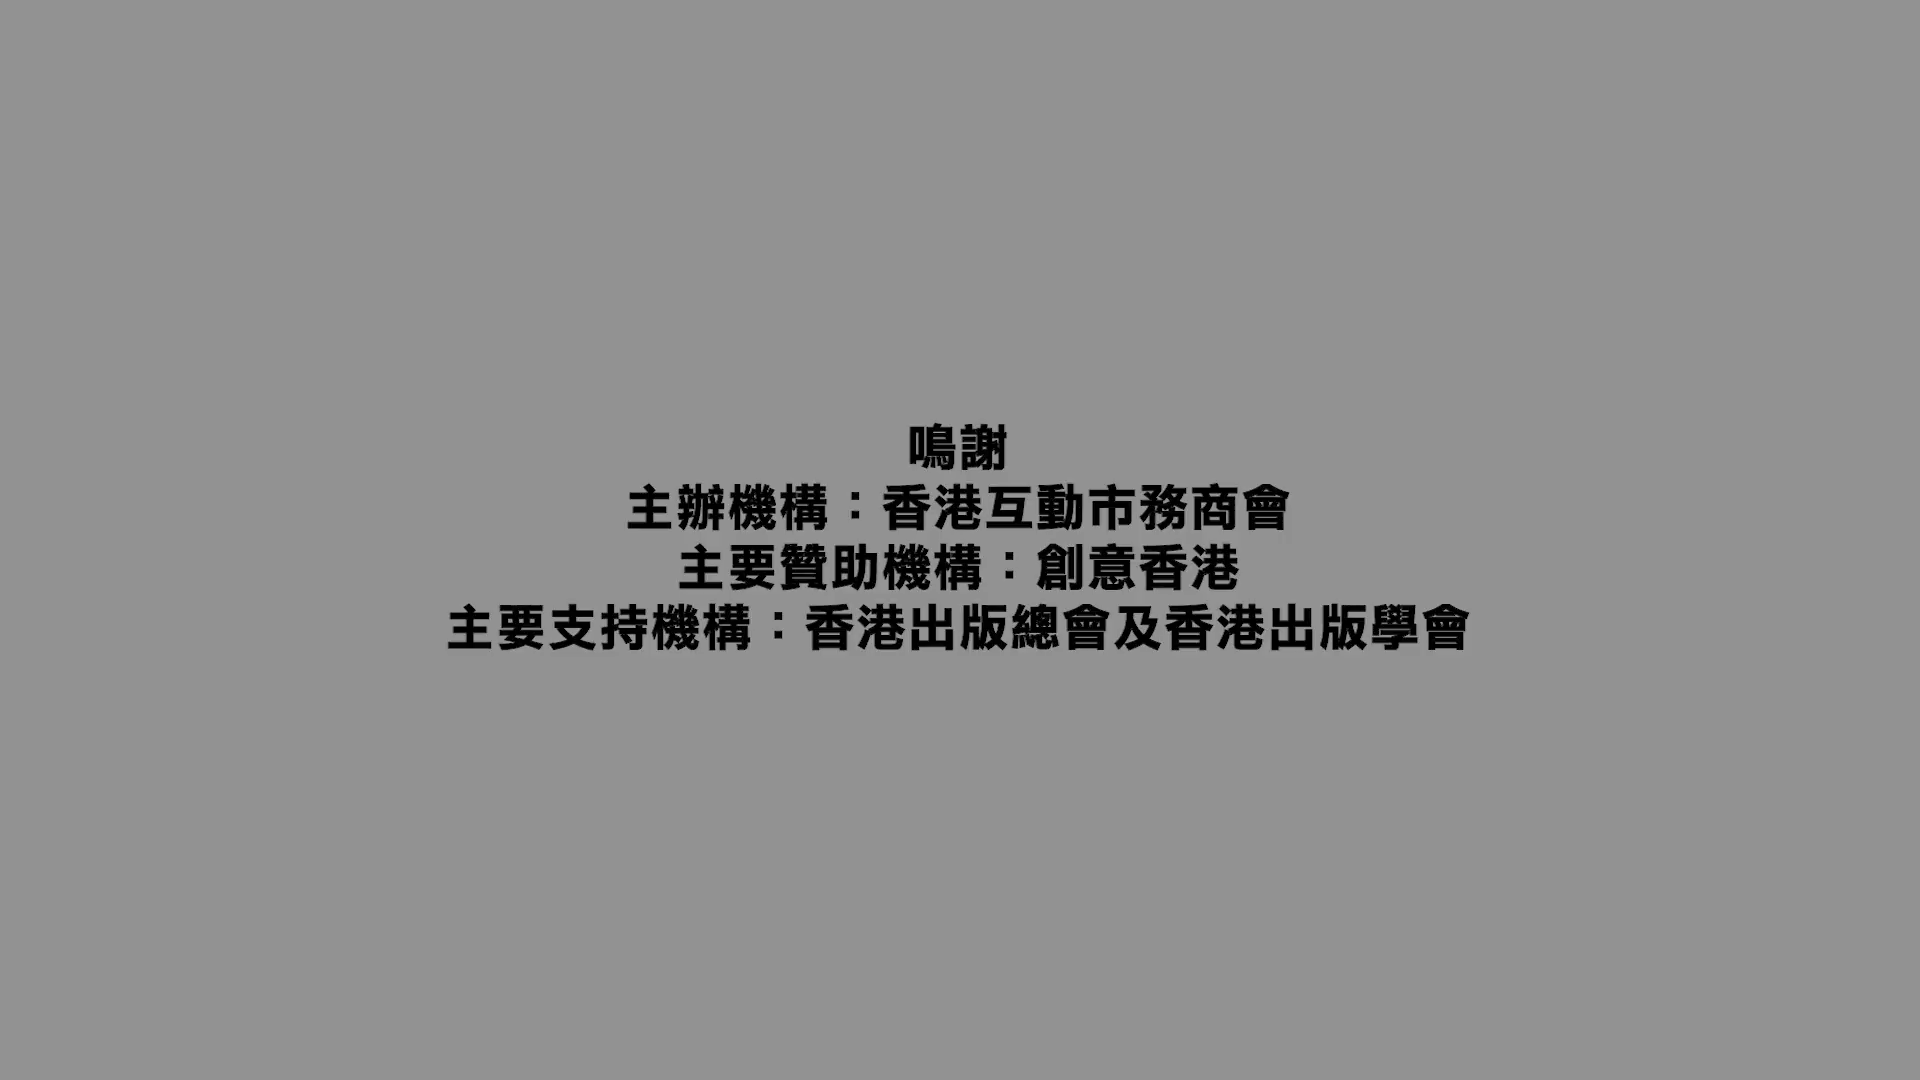 鳴謝
主辦機構：香港互動市務商會
主要贊助機構：創意香港
主要支持機構：香港出版總會及香港出版學會